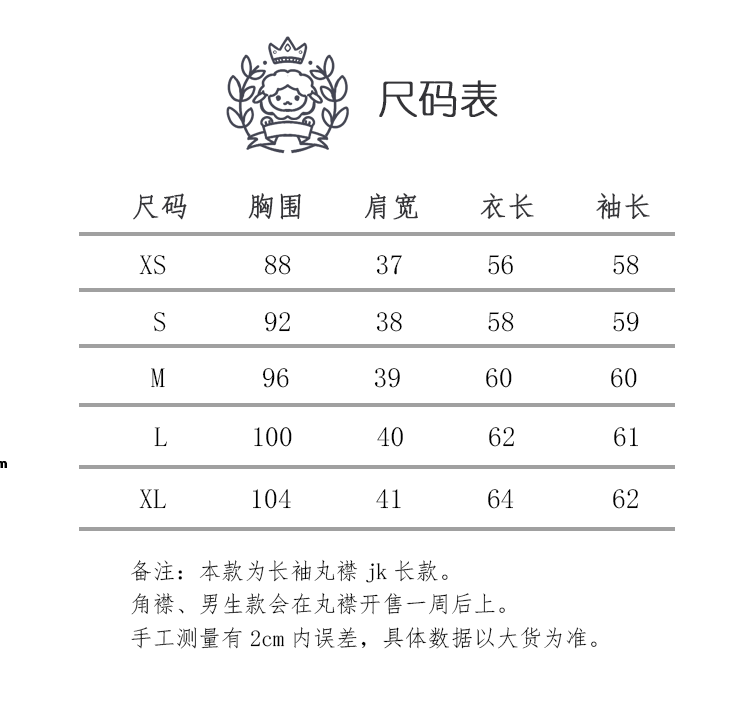 尺码表
尺码 胸围 肩宽 衣长 袖长
XS 88 37 56 58
S 92 38 58 59
M 96 39 60 60
L 100 40 62 61
m
XL 104 41 64 62
备注：本款为长袖丸襟 jk 长款。
角襟、男生款会在丸襟开售一周后上。
手工测量有 2cm 内误差，具体数据以大货为准。